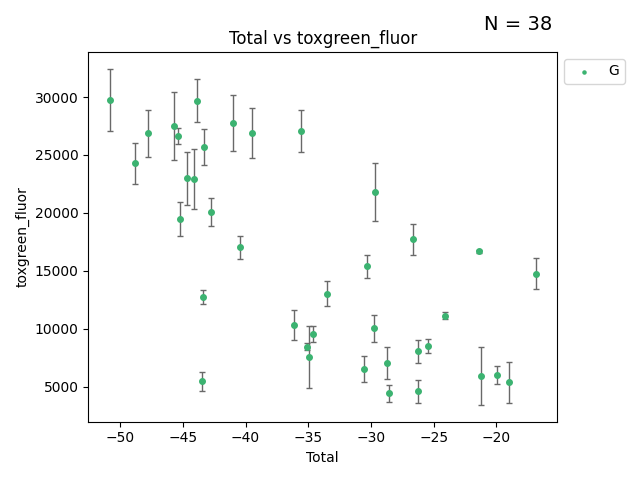 N = 38
Total vs toxgreen_fluor
G
toxgreen_fluor
30000
25000
20000
15000
10000
5000
−50 −45 −40 −35 −30 −25 −20
Total